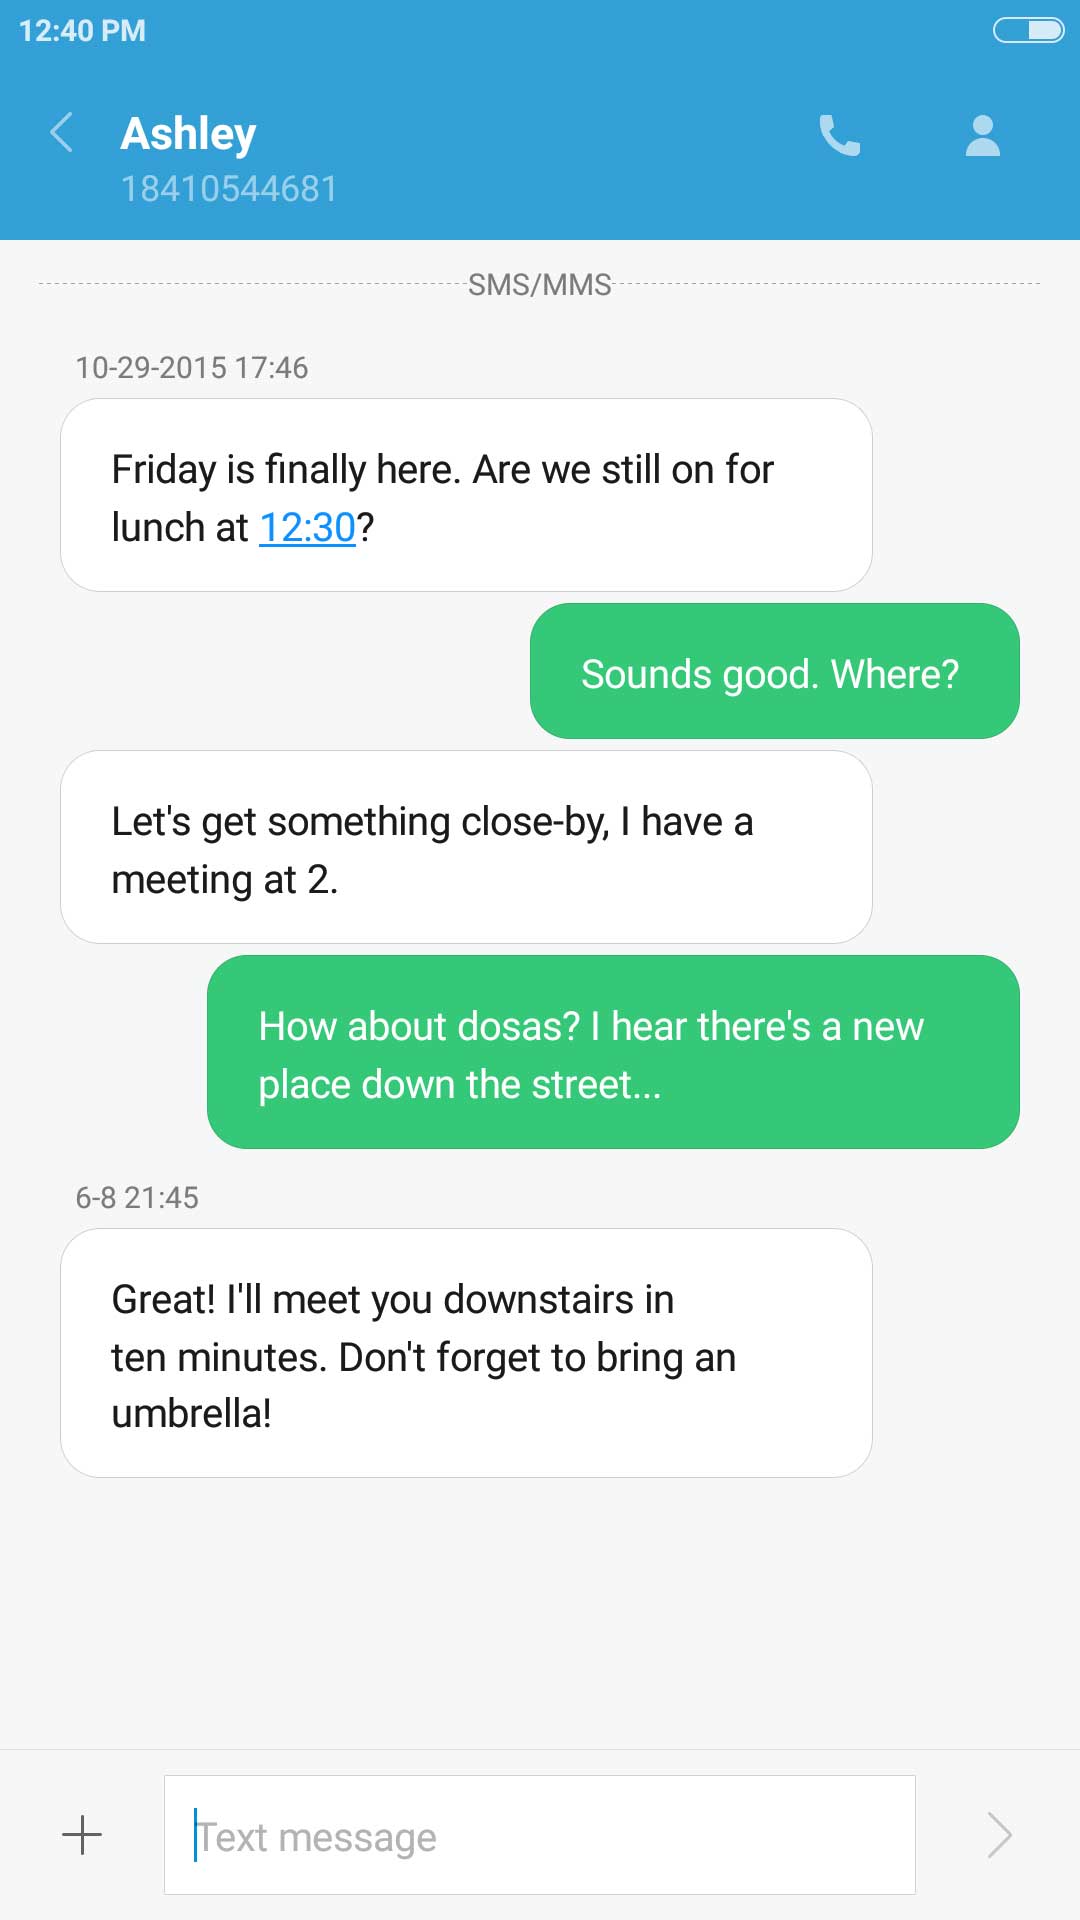 12:40 PM
Ashley
18410544681
SMS/MMS
10-29-2015 17:46
Friday is finally here. Are we still on for
lunch at 12:30?
Sounds good. Where?
Let's get something close-by, I have a
meeting at 2.
How about dosas? I hear there's a new
place down the street...
6-8 21:45
Great! I'll meet you downstairs in
ten minutes. Don't forget to bring an
umbrella!
Text message